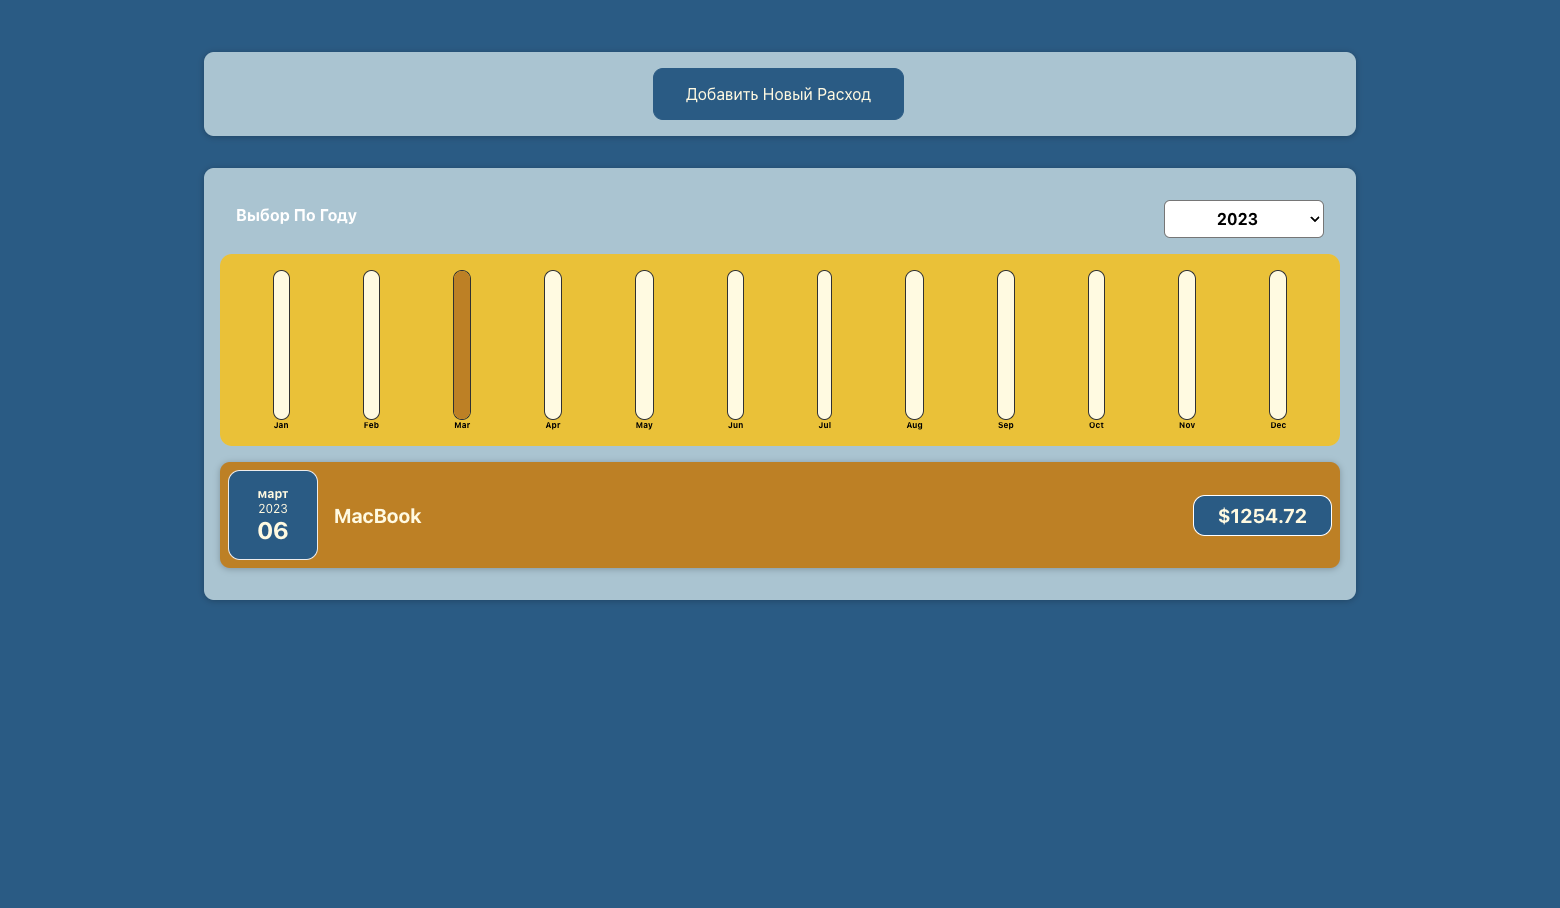 Добавить Новый Расход
Выбор По Году
2023
Jan Feb Mar Apr May Jun Jul Aug Sep Oct Nov Dec
март
2023
06
MacBook
$1254.72